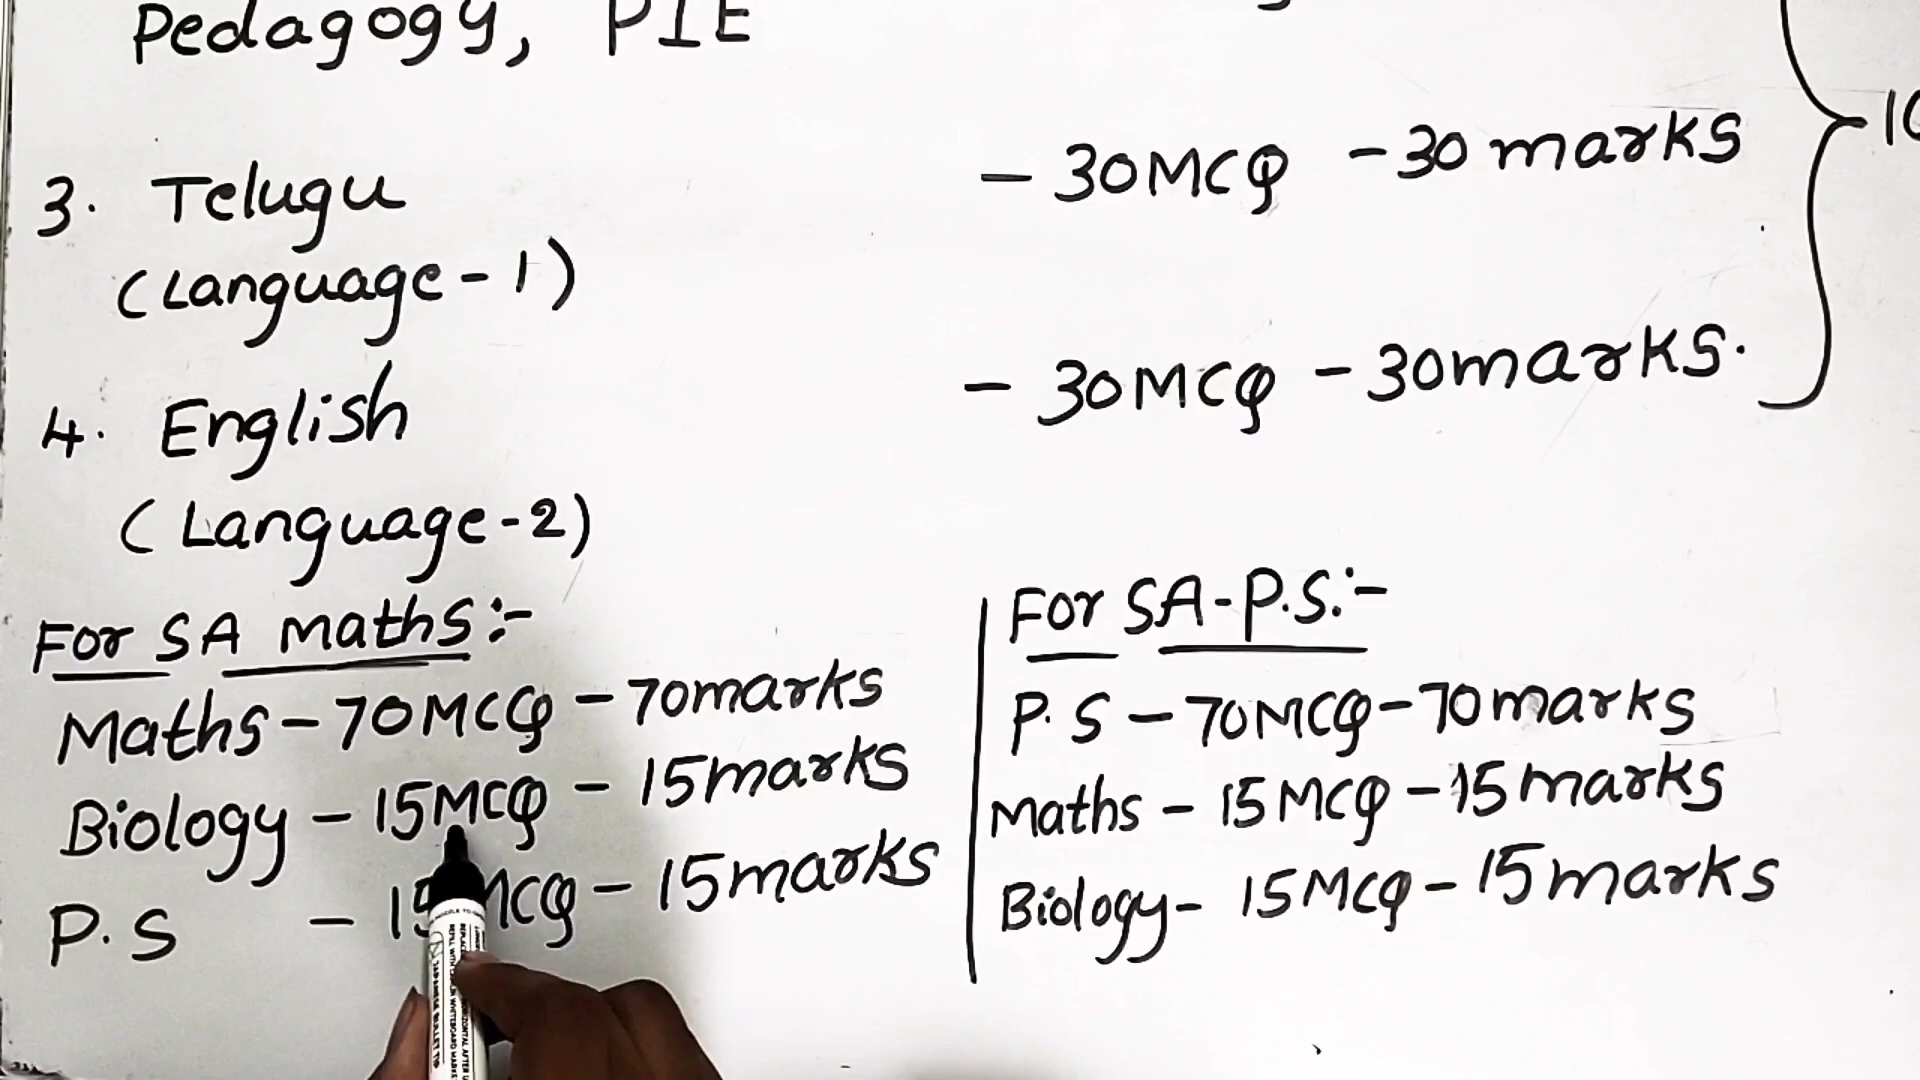 Pedagogy, PIE
3. Telugu - 30MCQ - 30 marks
(Language - 1)
4. English - 30MCQ - 30marks.
(Language-2)
For SA maths:-
Maths - 70MCQ - 70marks
Biology - 15MCQ - 15marks
P.S - 15MCQ - 15marks
For SA-P.S.:-
P.S - 70MCQ - 70marks
Maths - 15MCQ - 15marks
Biology - 15MCQ - 15marks